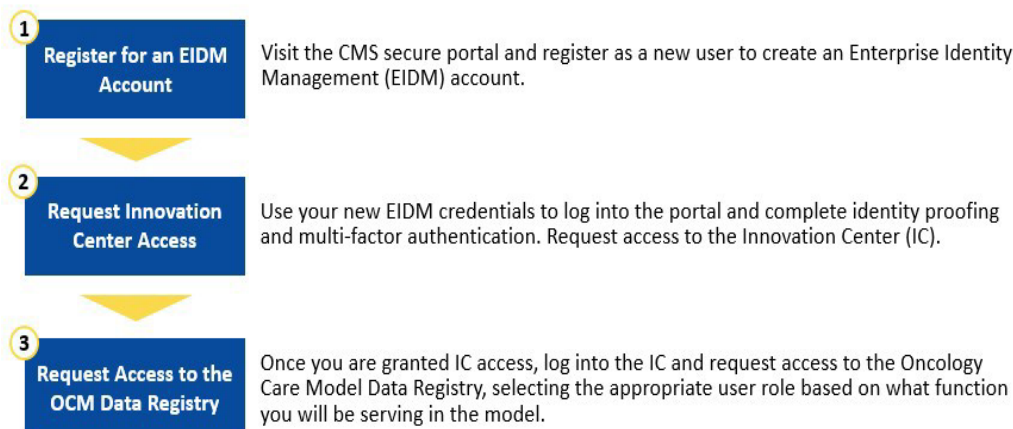 1
Register for an EIDM
Account
Visit the CMS secure portal and register as a new user to create an Enterprise Identity
Management (EIDM) account.
2
Request Innovation
Center Access
Use your new EIDM credentials to log into the portal and complete identity proofing
and multi-factor authentication. Request access to the Innovation Center (IC).
3
Request Access to the
OCM Data Registry
Once you are granted IC access, log into the IC and request access to the Oncology
Care Model Data Registry, selecting the appropriate user role based on what function
you will be serving in the model.